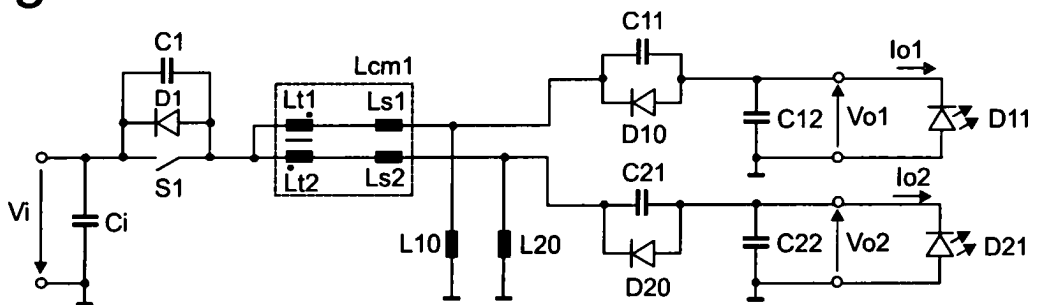 C1
D1
S1
Vi
Ci
Lcm1
Lt1
Ls1
Lt2
Ls2
L10
L20
C11
D10
C12
Io1
Vo1
D11
C21
D20
C22
Io2
Vo2
D21